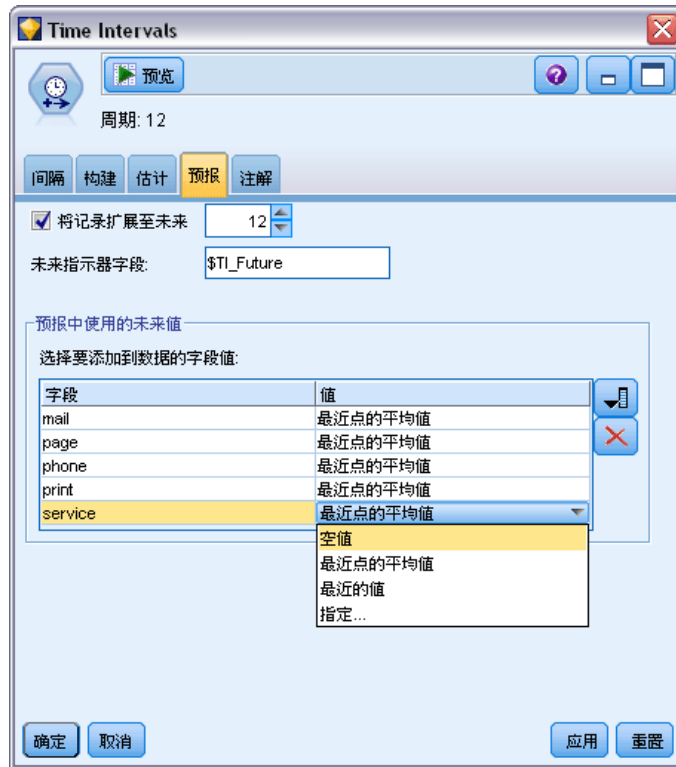 Time Intervals
预览
周期: 12
间隔 构建 估计 预报 注解
将记录扩展至未来 12
未来指示器字段: $TI_Future
预报中使用的未来值
选择要添加到数据的字段值:
字段 值
mail 最近点的平均值
page 最近点的平均值
phone 最近点的平均值
print 最近点的平均值
service 最近点的平均值
空值
最近点的平均值
最近的值
指定...
确定 取消 应用 重置